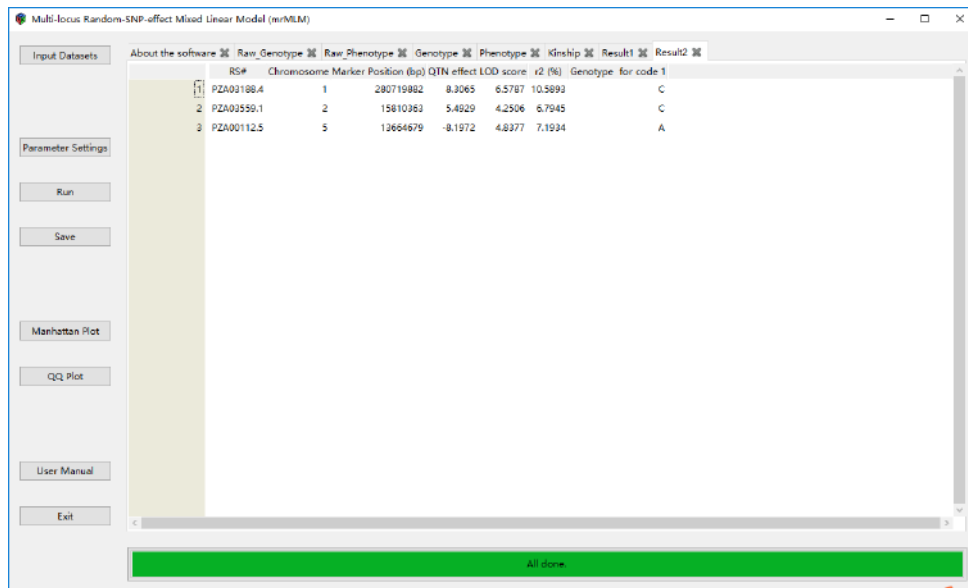 Multi-locus Random-SNP-effect Mixed Linear Model (mrMLM)
Input Datasets
About the software Raw_Genotype Raw_Phenotype Genotype Phenotype Kinship Result1 Result2
RS# Chromosome Marker Position (bp) QTN effect LOD score r2 (%) Genotype for code 1
1 PZA03188.4 1 280719882 8.3065 6.5787 10.5893 C
2 PZA03559.1 2 15810363 5.4929 4.2506 6.7945 C
3 PZA00112.5 5 13664679 -8.1972 4.8377 7.1934 A
Parameter Settings
Run
Save
Manhattan Plot
QQ Plot
User Manual
Exit
All done.